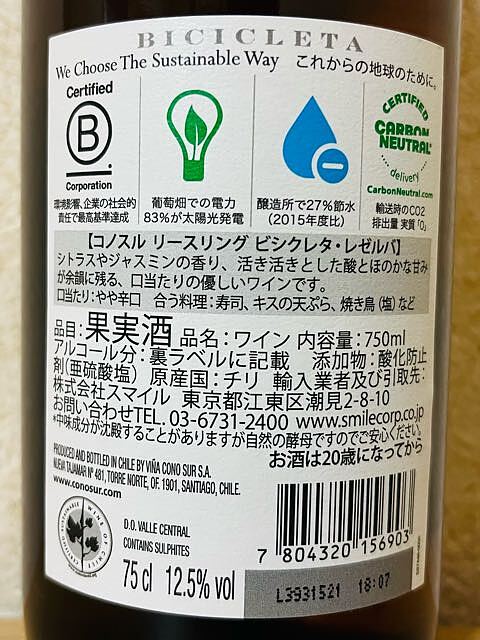 BICICLETA
We Choose The Sustainable Way これからの地球のために。
Certified
B
Corporation
環境影響、企業の社会的
責任で最高基準達成
葡萄畑での電力
83%が太陽光発電
醸造所で27%節水
(2015年度比)
CERTIFIED
CARBON
NEUTRAL
delivery
CarbonNeutral.com
輸送時のCO2
排出量 実質「0」
【コノスル リースリング ビシクレタ・レゼルバ】
シトラスやジャスミンの香り、活き活きとした酸とほのかな甘み
が余韻に残る、口当たりの優しいワインです。
口当たり:やや辛口 合う料理:寿司、キスの天ぷら、焼き鳥(塩)など
品目:果実酒 品名:ワイン 内容量:750ml
アルコール分:裏ラベルに記載 添加物:酸化防止
剤(亜硫酸塩) 原産国:チリ 輸入業者及び引取先:
株式会社スマイル 東京都江東区潮見2-8-10
お問い合わせTEL. 03-6731-2400 www.smilecorp.co.jp
*中味成分が沈殿することがありますが自然の酵母ですのでご安心ください。
お酒は20歳になってから
PRODUCED AND BOTTLED IN CHILE BY VIÑA CONO SUR S.A.
NUEVA TAJAMAR Nº 481, TORRE NORTE, OF. 1901, SANTIAGO, CHILE.
www.conosur.com
D.O. VALLE CENTRAL
CONTAINS SULPHITES
75 cl 12.5% vol
7 804320 156903
L3931521 18:07